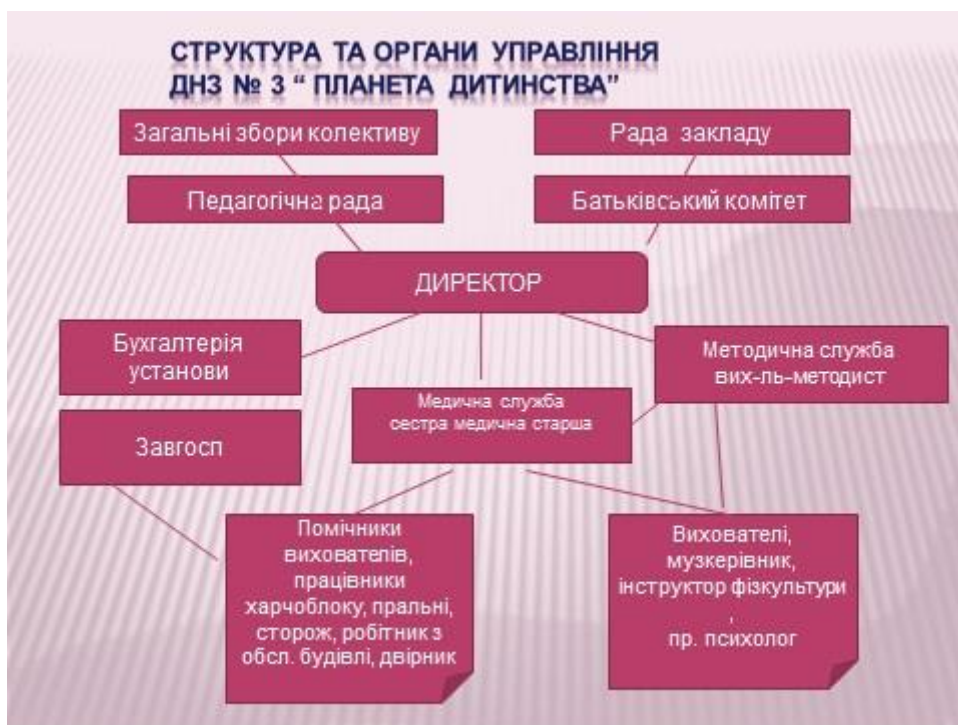 СТРУКТУРА ТА ОРГАНИ УПРАВЛІННЯ
ДНЗ № 3 “ ПЛАНЕТА ДИТИНСТВА”
Загальні збори колективу
Рада закладу
Педагогічна рада
Батьківський комітет
ДИРЕКТОР
Бухгалтерія
установи
Методична служба
вих-ль-методист
Медична служба
сестра медична старша
Завгосп
Помічники
вихователів,
працівники
харчоблоку, пральні,
сторож, робітник з
обсл. будівлі, двірник
Вихователі,
музкерівник,
інструктор фізкультури
,
пр. психолог